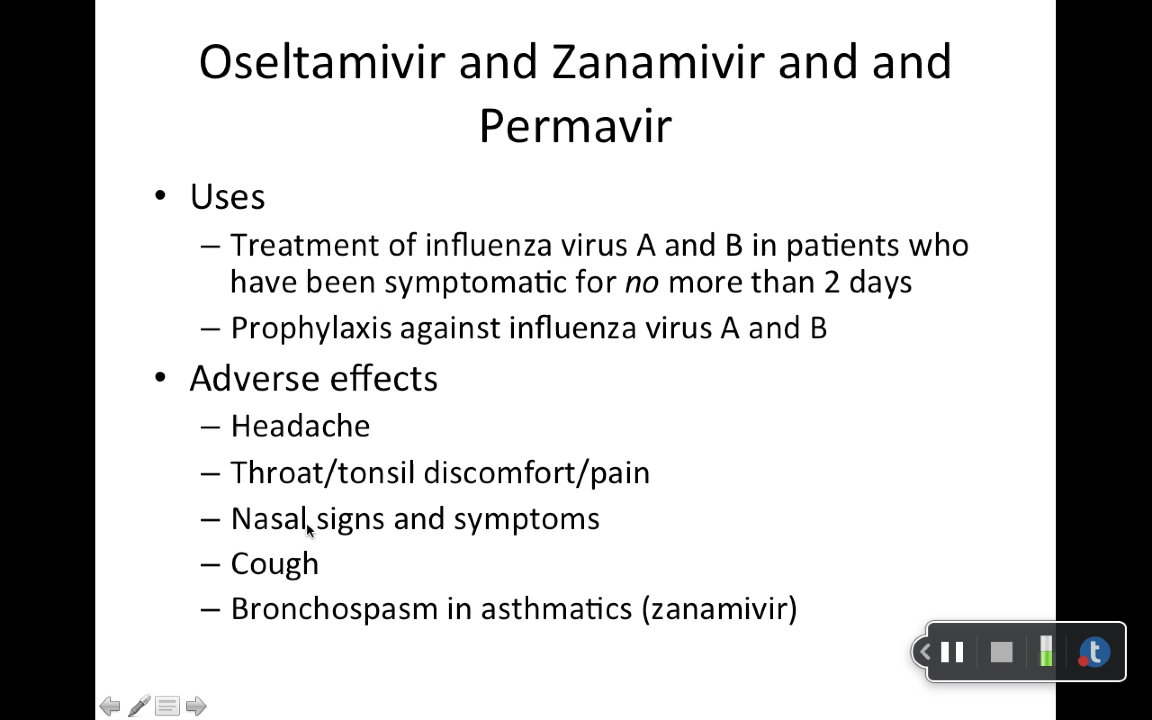 Oseltamivir and Zanamivir and and
Permavir
• Uses
– Treatment of influenza virus A and B in patients who
have been symptomatic for no more than 2 days
– Prophylaxis against influenza virus A and B
• Adverse effects
– Headache
– Throat/tonsil discomfort/pain
– Nasal signs and symptoms
– Cough
– Bronchospasm in asthmatics (zanamivir)
t